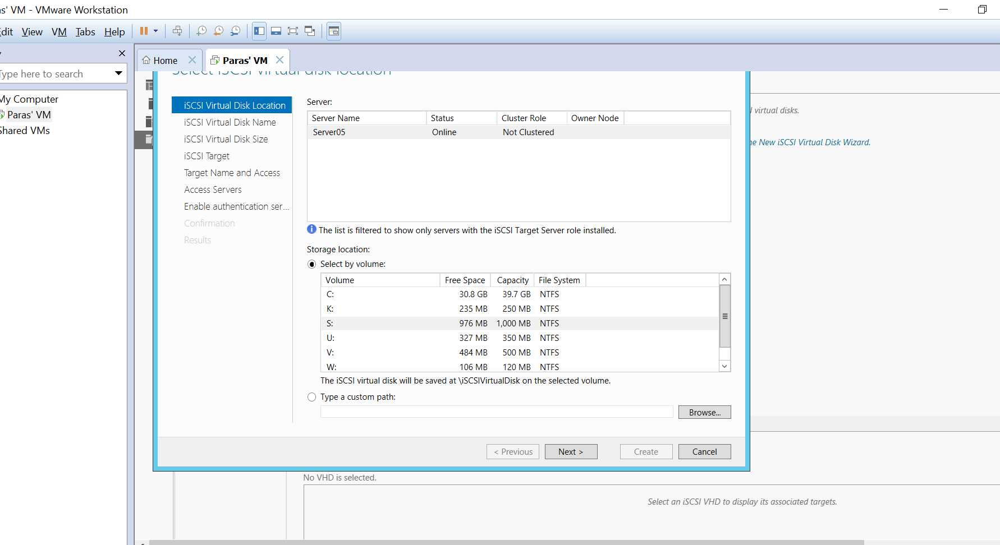 as' VM - VMware Workstation
Edit View VM Tabs Help
Type here to search
Home
Paras' VM
My Computer
Paras' VM
Shared VMs
Select iSCSI virtual disk location
iSCSI Virtual Disk Location
iSCSI Virtual Disk Name
iSCSI Virtual Disk Size
iSCSI Target
Target Name and Access
Access Servers
Enable authentication ser...
Confirmation
Results
Server:
Server Name Status Cluster Role Owner Node
Server05 Online Not Clustered
The list is filtered to show only servers with the iSCSI Target Server role installed.
Storage location:
Select by volume:
Volume Free Space Capacity File System
C: 30.8 GB 39.7 GB NTFS
K: 235 MB 250 MB NTFS
S: 976 MB 1,000 MB NTFS
U: 327 MB 350 MB NTFS
V: 484 MB 500 MB NTFS
W: 106 MB 120 MB NTFS
The iSCSI virtual disk will be saved at \iSCSIVirtualDisk on the selected volume.
Type a custom path:
Browse...
< Previous Next > Create Cancel
virtual disks.
he New iSCSI Virtual Disk Wizard.
No VHD is selected.
Select an iSCSI VHD to display its associated targets.